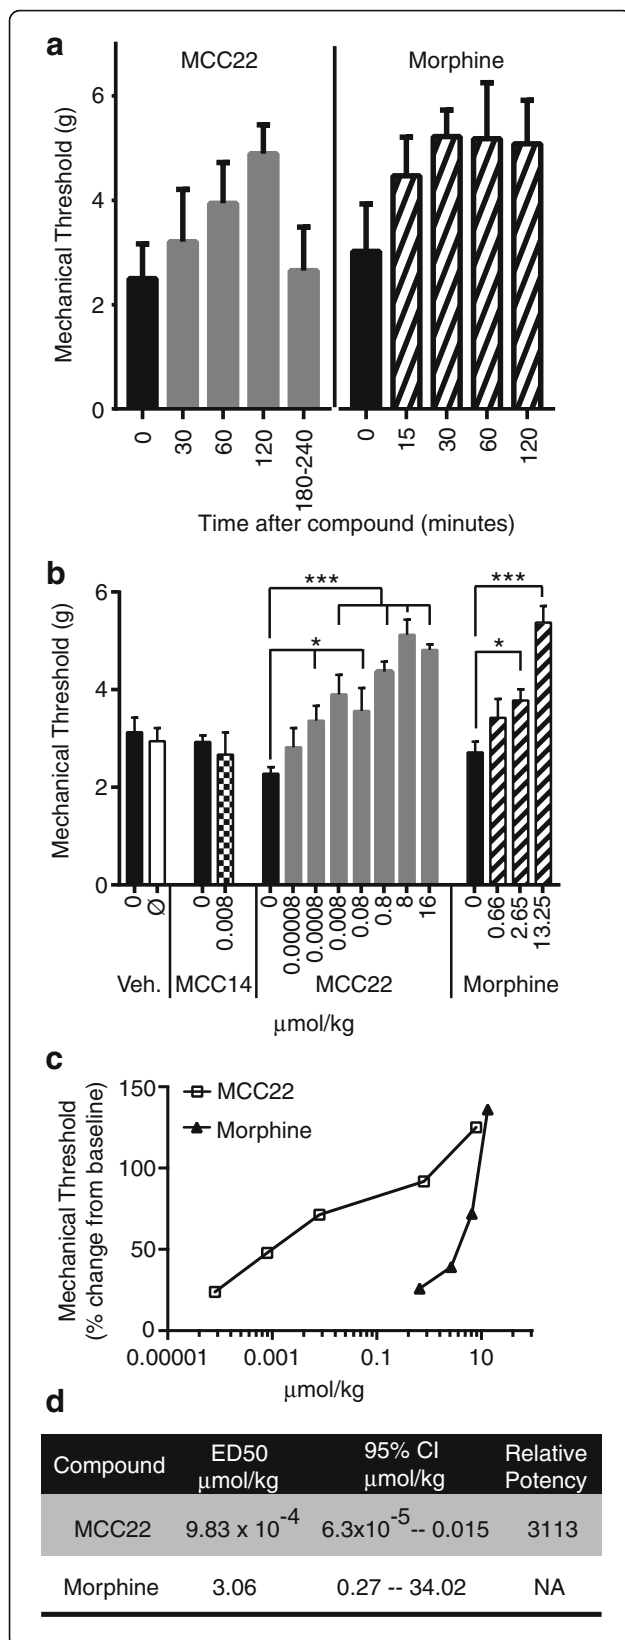 a
MCC22 Morphine
Mechanical Threshold (g)
6
4
2
0
0 30 60 120 180-240 0 15 30 60 120
Time after compound (minutes)
b
Mechanical Threshold (g)
6
4
2
0
*** ***
* *
0 Ø 0 0.008 0 0.00008 0.0008 0.008 0.08 0.8 8 16 0 0.66 2.65 13.25
Veh. MCC14 MCC22 Morphine
μmol/kg
c
Mechanical Threshold
(% change from baseline)
150
100
50
0
MCC22
Morphine
0.00001 0.001 0.1 10
μmol/kg
d
Compound ED50 μmol/kg 95% CI μmol/kg Relative Potency
MCC22 9.83 x 10⁻⁴ 6.3x10⁻⁵-- 0.015 3113
Morphine 3.06 0.27 -- 34.02 NA